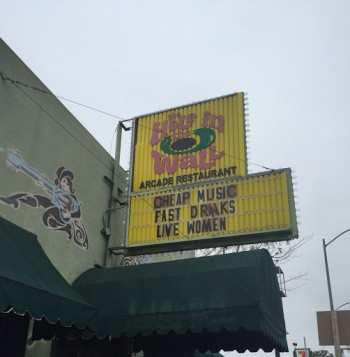 the
Hole In
the
Wall
ARCADE RESTAURANT
CHEAP MUSIC
FAST DRINKS
LIVE WOMEN